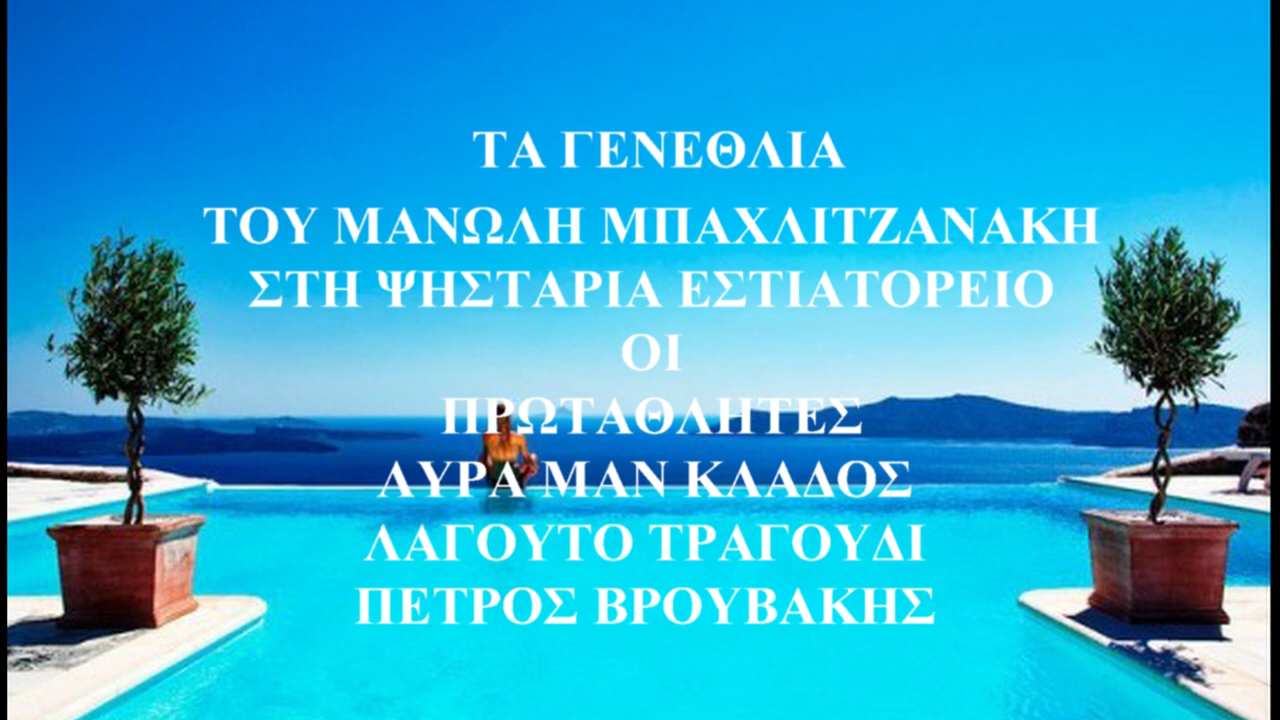 ΤΑ ΓΕΝΕΘΛΙΑ
ΤΟΥ ΜΑΝΩΛΗ ΜΠΑΧΛΙΤΖΑΝΑΚΗ
ΣΤΗ ΨΗΣΤΑΡΙΑ ΕΣΤΙΑΤΟΡΕΙΟ
ΟΙ
ΠΡΩΤΑΘΛΗΤΕΣ
ΛΥΡΑ ΜΑΝ ΚΛΑΔΟΣ
ΛΑΓΟΥΤΟ ΤΡΑΓΟΥΔΙ
ΠΕΤΡΟΣ ΒΡΟΥΒΑΚΗΣ